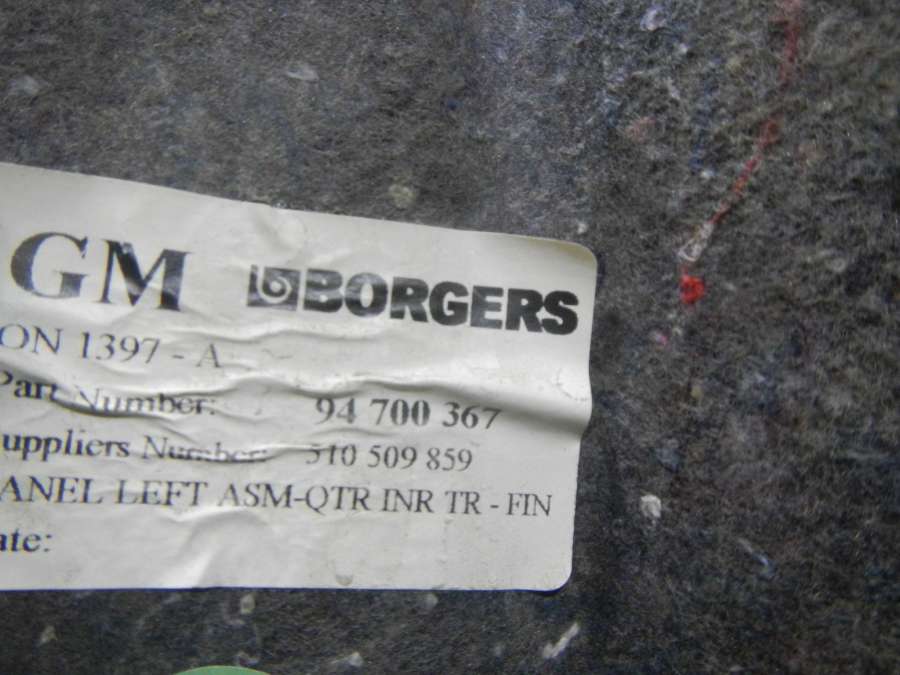 GM BORGERS
ON 1397 - A
Part Number: 94 700 367
uppliers Number: 510 509 859
ANEL LEFT ASM-QTR INR TR - FIN
ate: